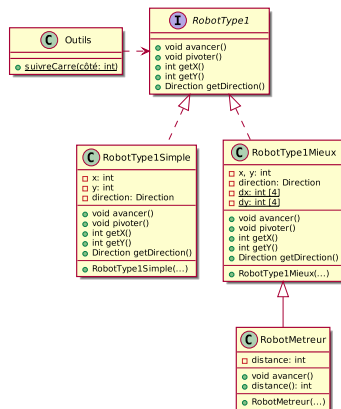 I RobotType1
void avancer()
void pivoter()
int getX()
int getY()
Direction getDirection()
C Outils
suivreCarre(côté: int)
C RobotType1Simple
x: int
y: int
direction: Direction
void avancer()
void pivoter()
int getX()
int getY()
Direction getDirection()
RobotType1Simple(...)
C RobotType1Mieux
x, y: int
direction: Direction
dx: int [4]
dy: int [4]
void avancer()
void pivoter()
int getX()
int getY()
Direction getDirection()
RobotType1Mieux(...)
C RobotMetreur
distance: int
void avancer()
distance(): int
RobotMetreur(...)